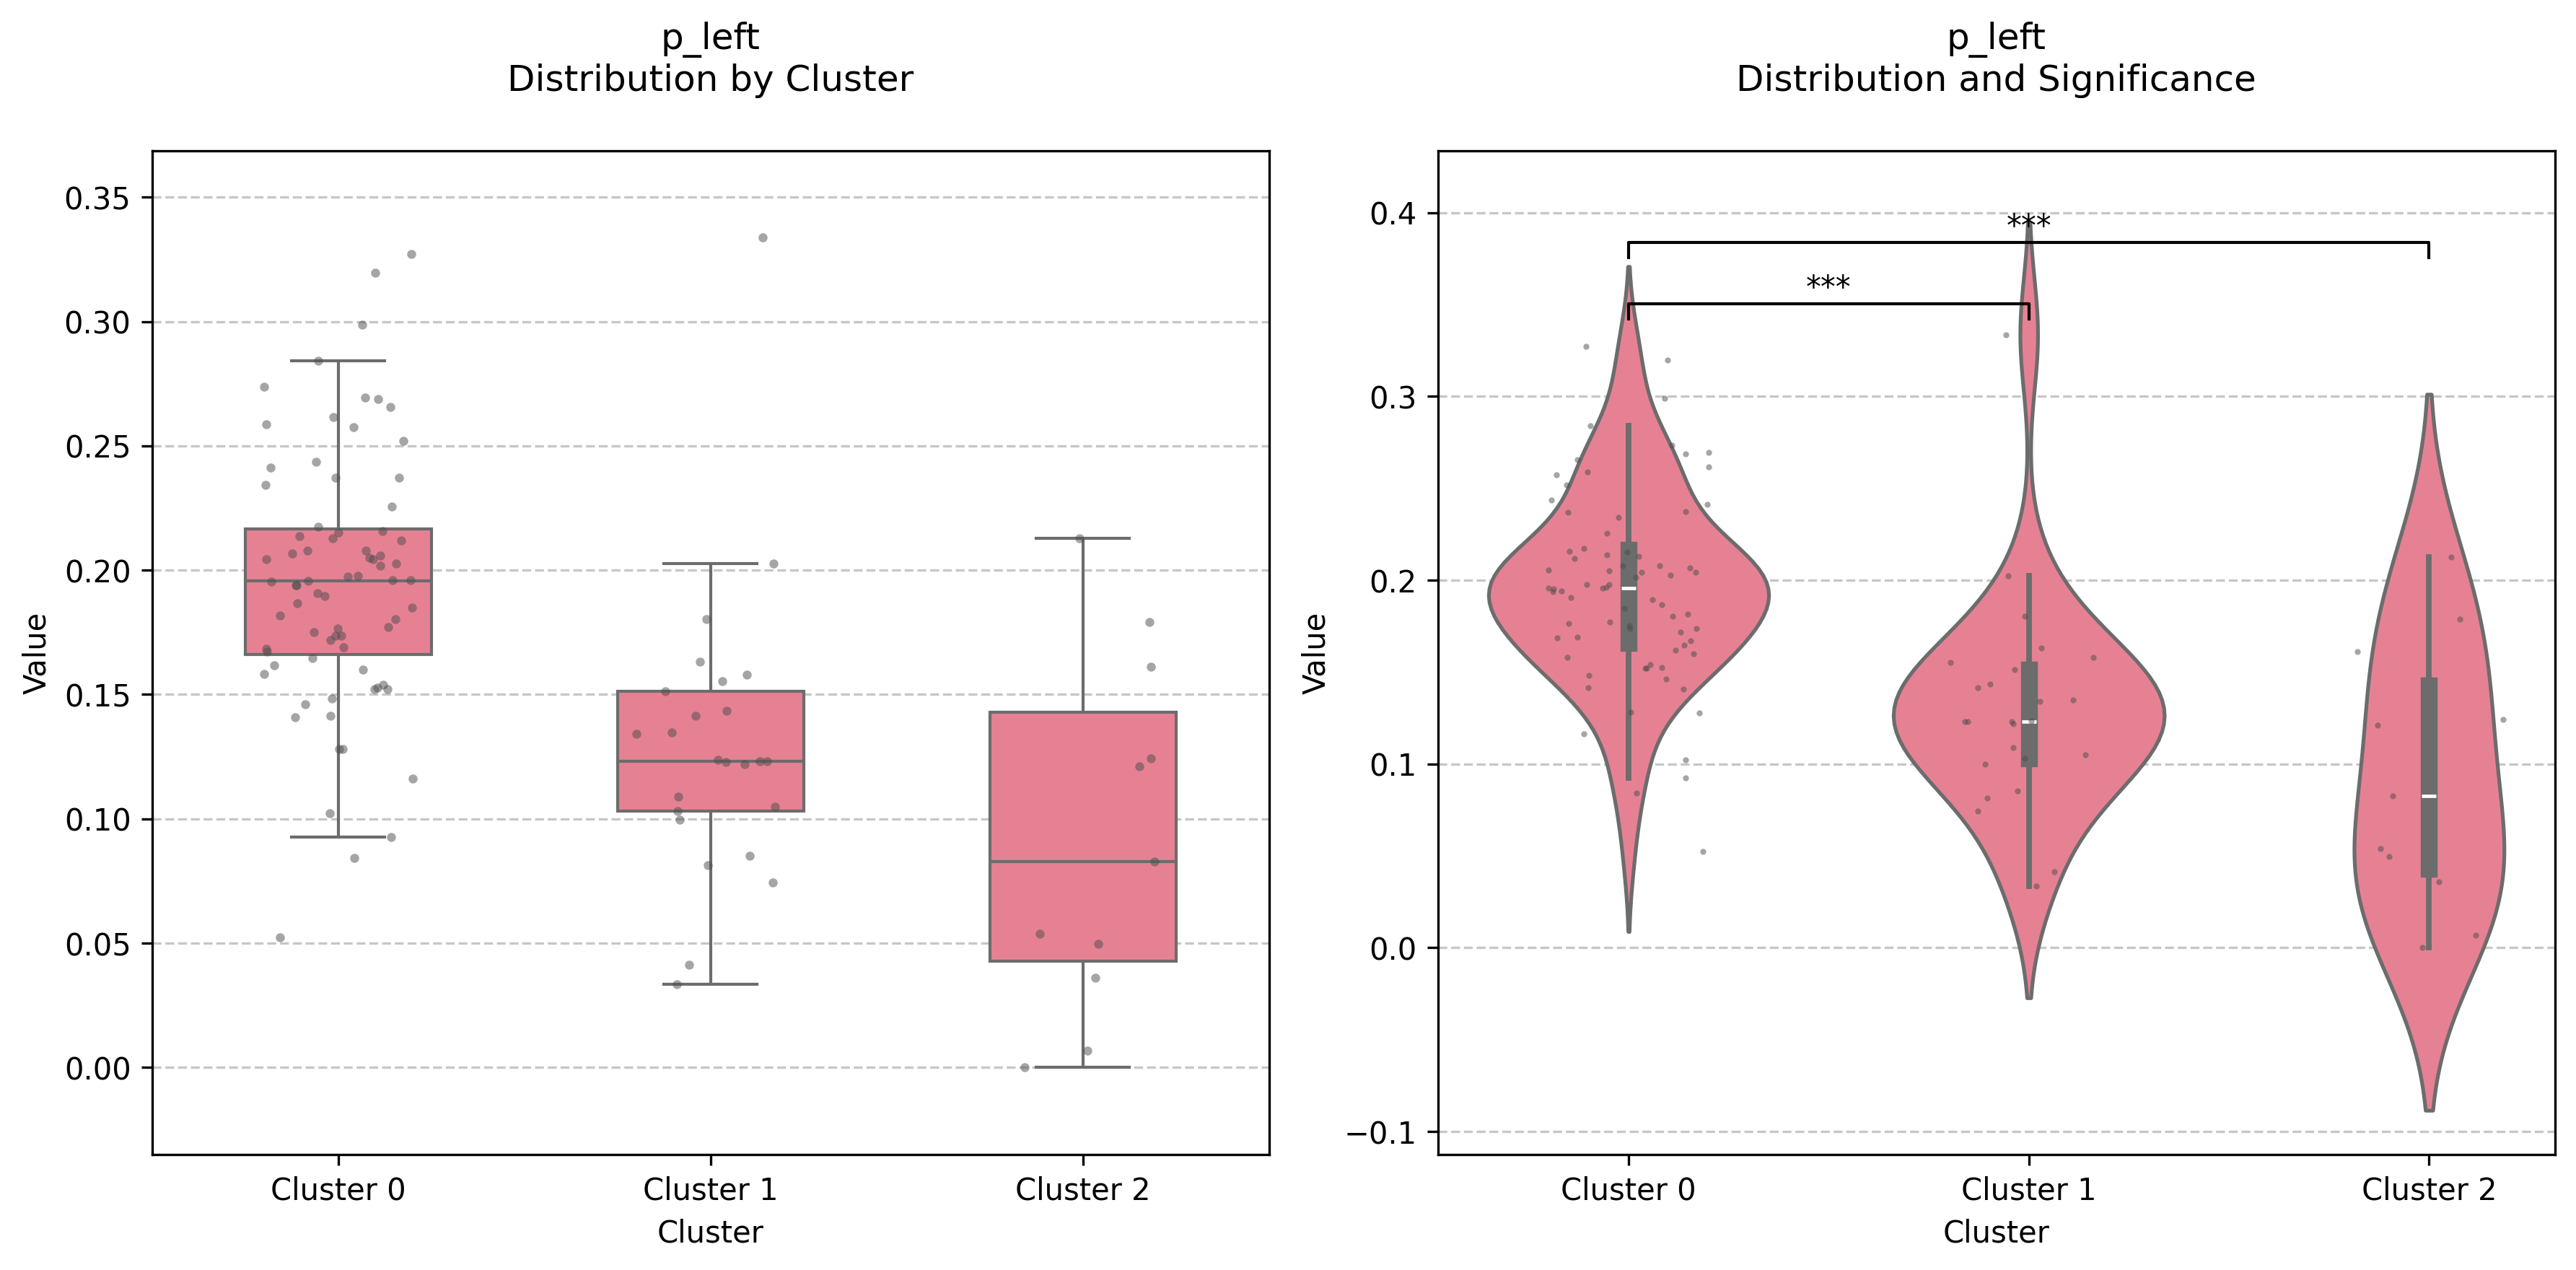 p_left
Distribution by Cluster
0.35
0.30
0.25
0.20
0.15
0.10
0.05
0.00
Value
Cluster 0
Cluster 1
Cluster 2
Cluster
p_left
Distribution and Significance
0.4
0.3
0.2
0.1
0.0
−0.1
Value
***
***
Cluster 0
Cluster 1
Cluster 2
Cluster